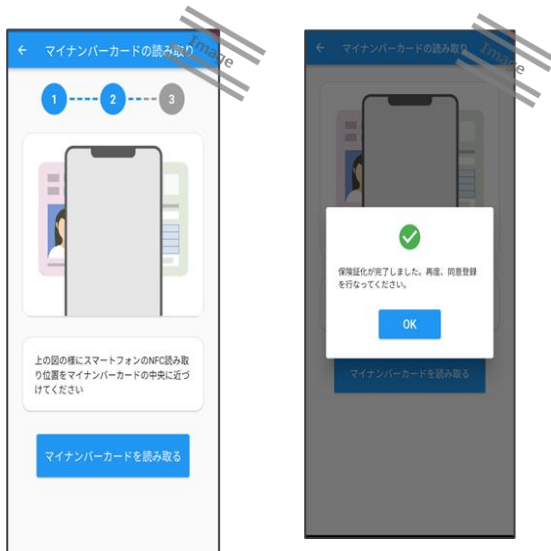 ← マイナンバーカードの読み取り
Image
1
2
3
上の図の様にスマートフォンのNFC読み取
り位置をマイナンバーカードの中央に近づ
けてください
マイナンバーカードを読み取る
← マイナンバーカードの読み取り
Image
保険証化が完了しました。再度、同意登録
を行なってください。
OK
マイナンバーカードを読み取る